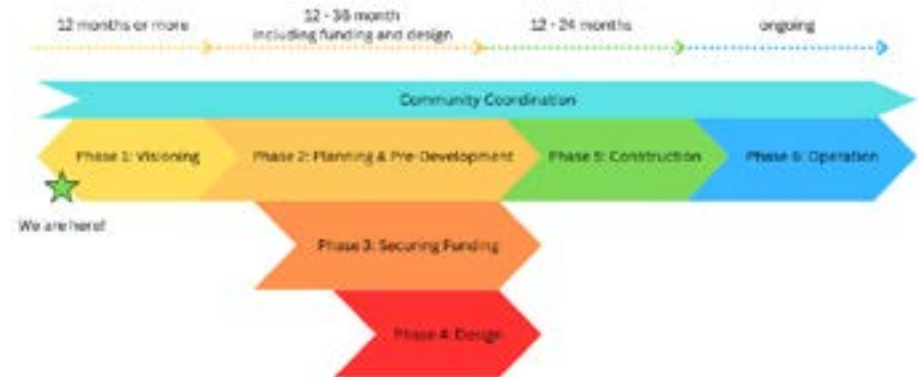 12 months or more
12 - 36 month
including funding and design
12 - 24 months
ongoing
Community Coordination
Phase 1: Visioning
Phase 2: Planning & Pre-Development
Phase 5: Construction
Phase 6: Operation
We are here!
Phase 3: Securing Funding
Phase 4: Design